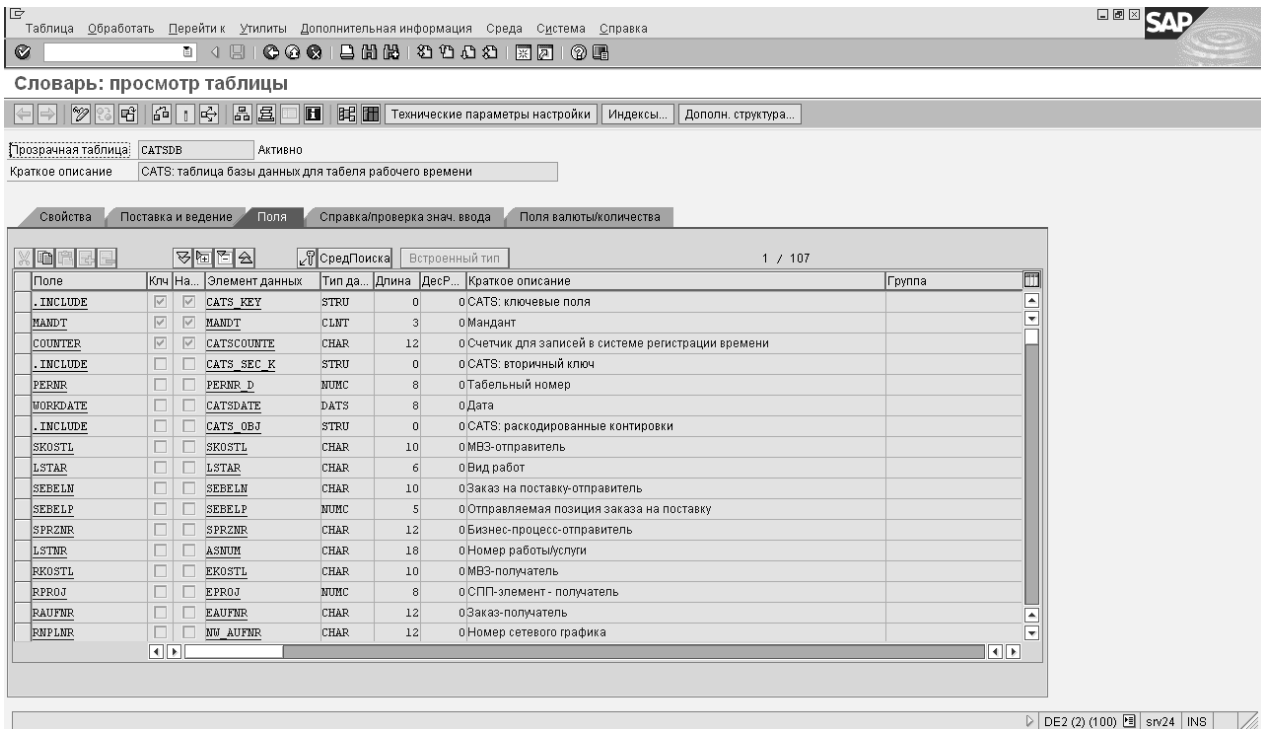 Таблица Обработать Перейти к Утилиты Дополнительная информация Среда Система Справка
SAP
Словарь: просмотр таблицы
Технические параметры настройки Индексы... Дополн. структура...
Прозрачная таблица CATSDB Активно
Краткое описание CATS: таблица базы данных для табеля рабочего времени
Свойства Поставка и ведение Поля Справка/проверка знач. ввода Поля валюты/количества
СредПоиска Встроенный тип 1 / 107
Поле Клч На... Элемент данных Тип да... Длина ДесР... Краткое описание Группа
.INCLUDE CATS_KEY STRU 0 0 CATS: ключевые поля
MANDT MANDT CLNT 3 0 Мандант
COUNTER CATSCOUNTE CHAR 12 0 Счетчик для записей в системе регистрации времени
.INCLUDE CATS_SEC_K STRU 0 0 CATS: вторичный ключ
PERNR PERNR_D NUMC 8 0 Табельный номер
WORKDATE CATSDATE DATS 8 0 Дата
.INCLUDE CATS_OBJ STRU 0 0 CATS: раскодированные контировки
SKOSTL SKOSTL CHAR 10 0 МВЗ-отправитель
LSTAR LSTAR CHAR 6 0 Вид работ
SEBELN SEBELN CHAR 10 0 Заказ на поставку-отправитель
SEBELP SEBELP NUMC 5 0 Отправляемая позиция заказа на поставку
SPRZNR SPRZNR CHAR 12 0 Бизнес-процесс-отправитель
LSTNR ASNUM CHAR 18 0 Номер работы/услуги
RKOSTL EKOSTL CHAR 10 0 МВЗ-получатель
RPROJ EPROJ NUMC 8 0 СПП-элемент - получатель
RAUFNR EAUFNR CHAR 12 0 Заказ-получатель
RNPLNR NW_AUFNR CHAR 12 0 Номер сетевого графика
DE2 (2) (100) srv24 INS